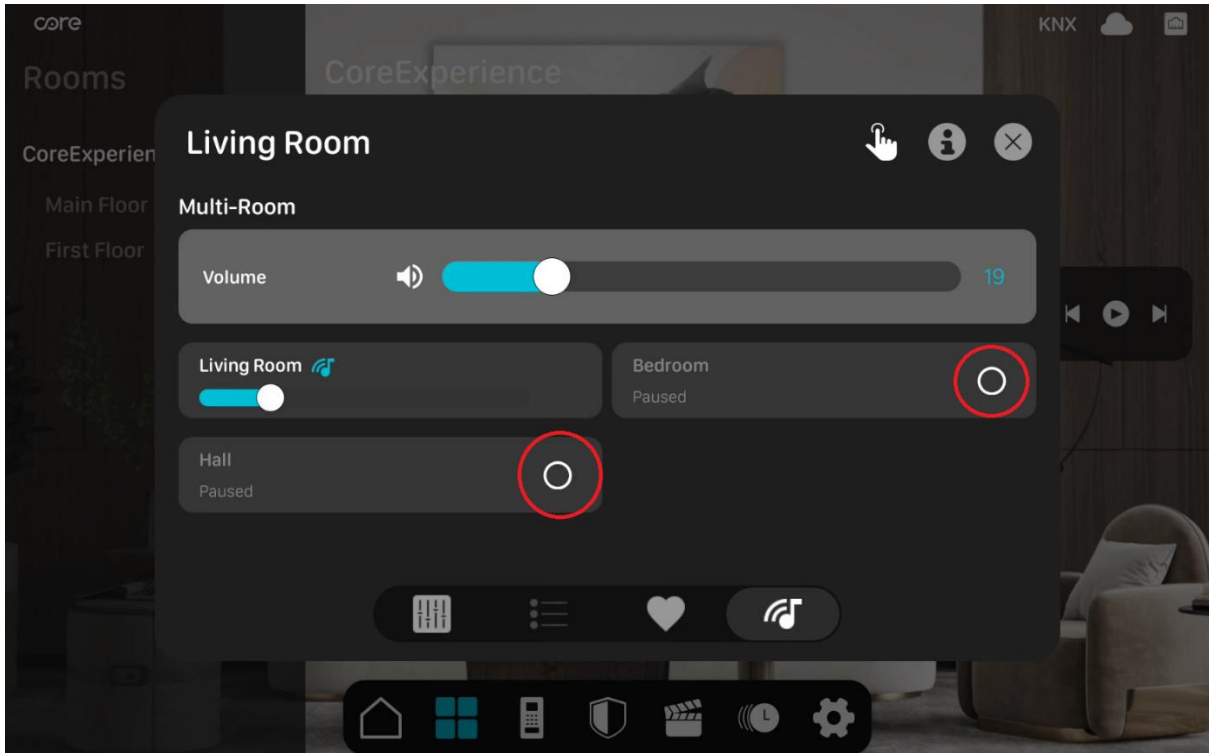 core
KNX
Rooms
CoreExperience
Living Room
CoreExperien
Main Floor
Multi-Room
First Floor
Volume
19
Living Room
Bedroom
Paused
Hall
Paused